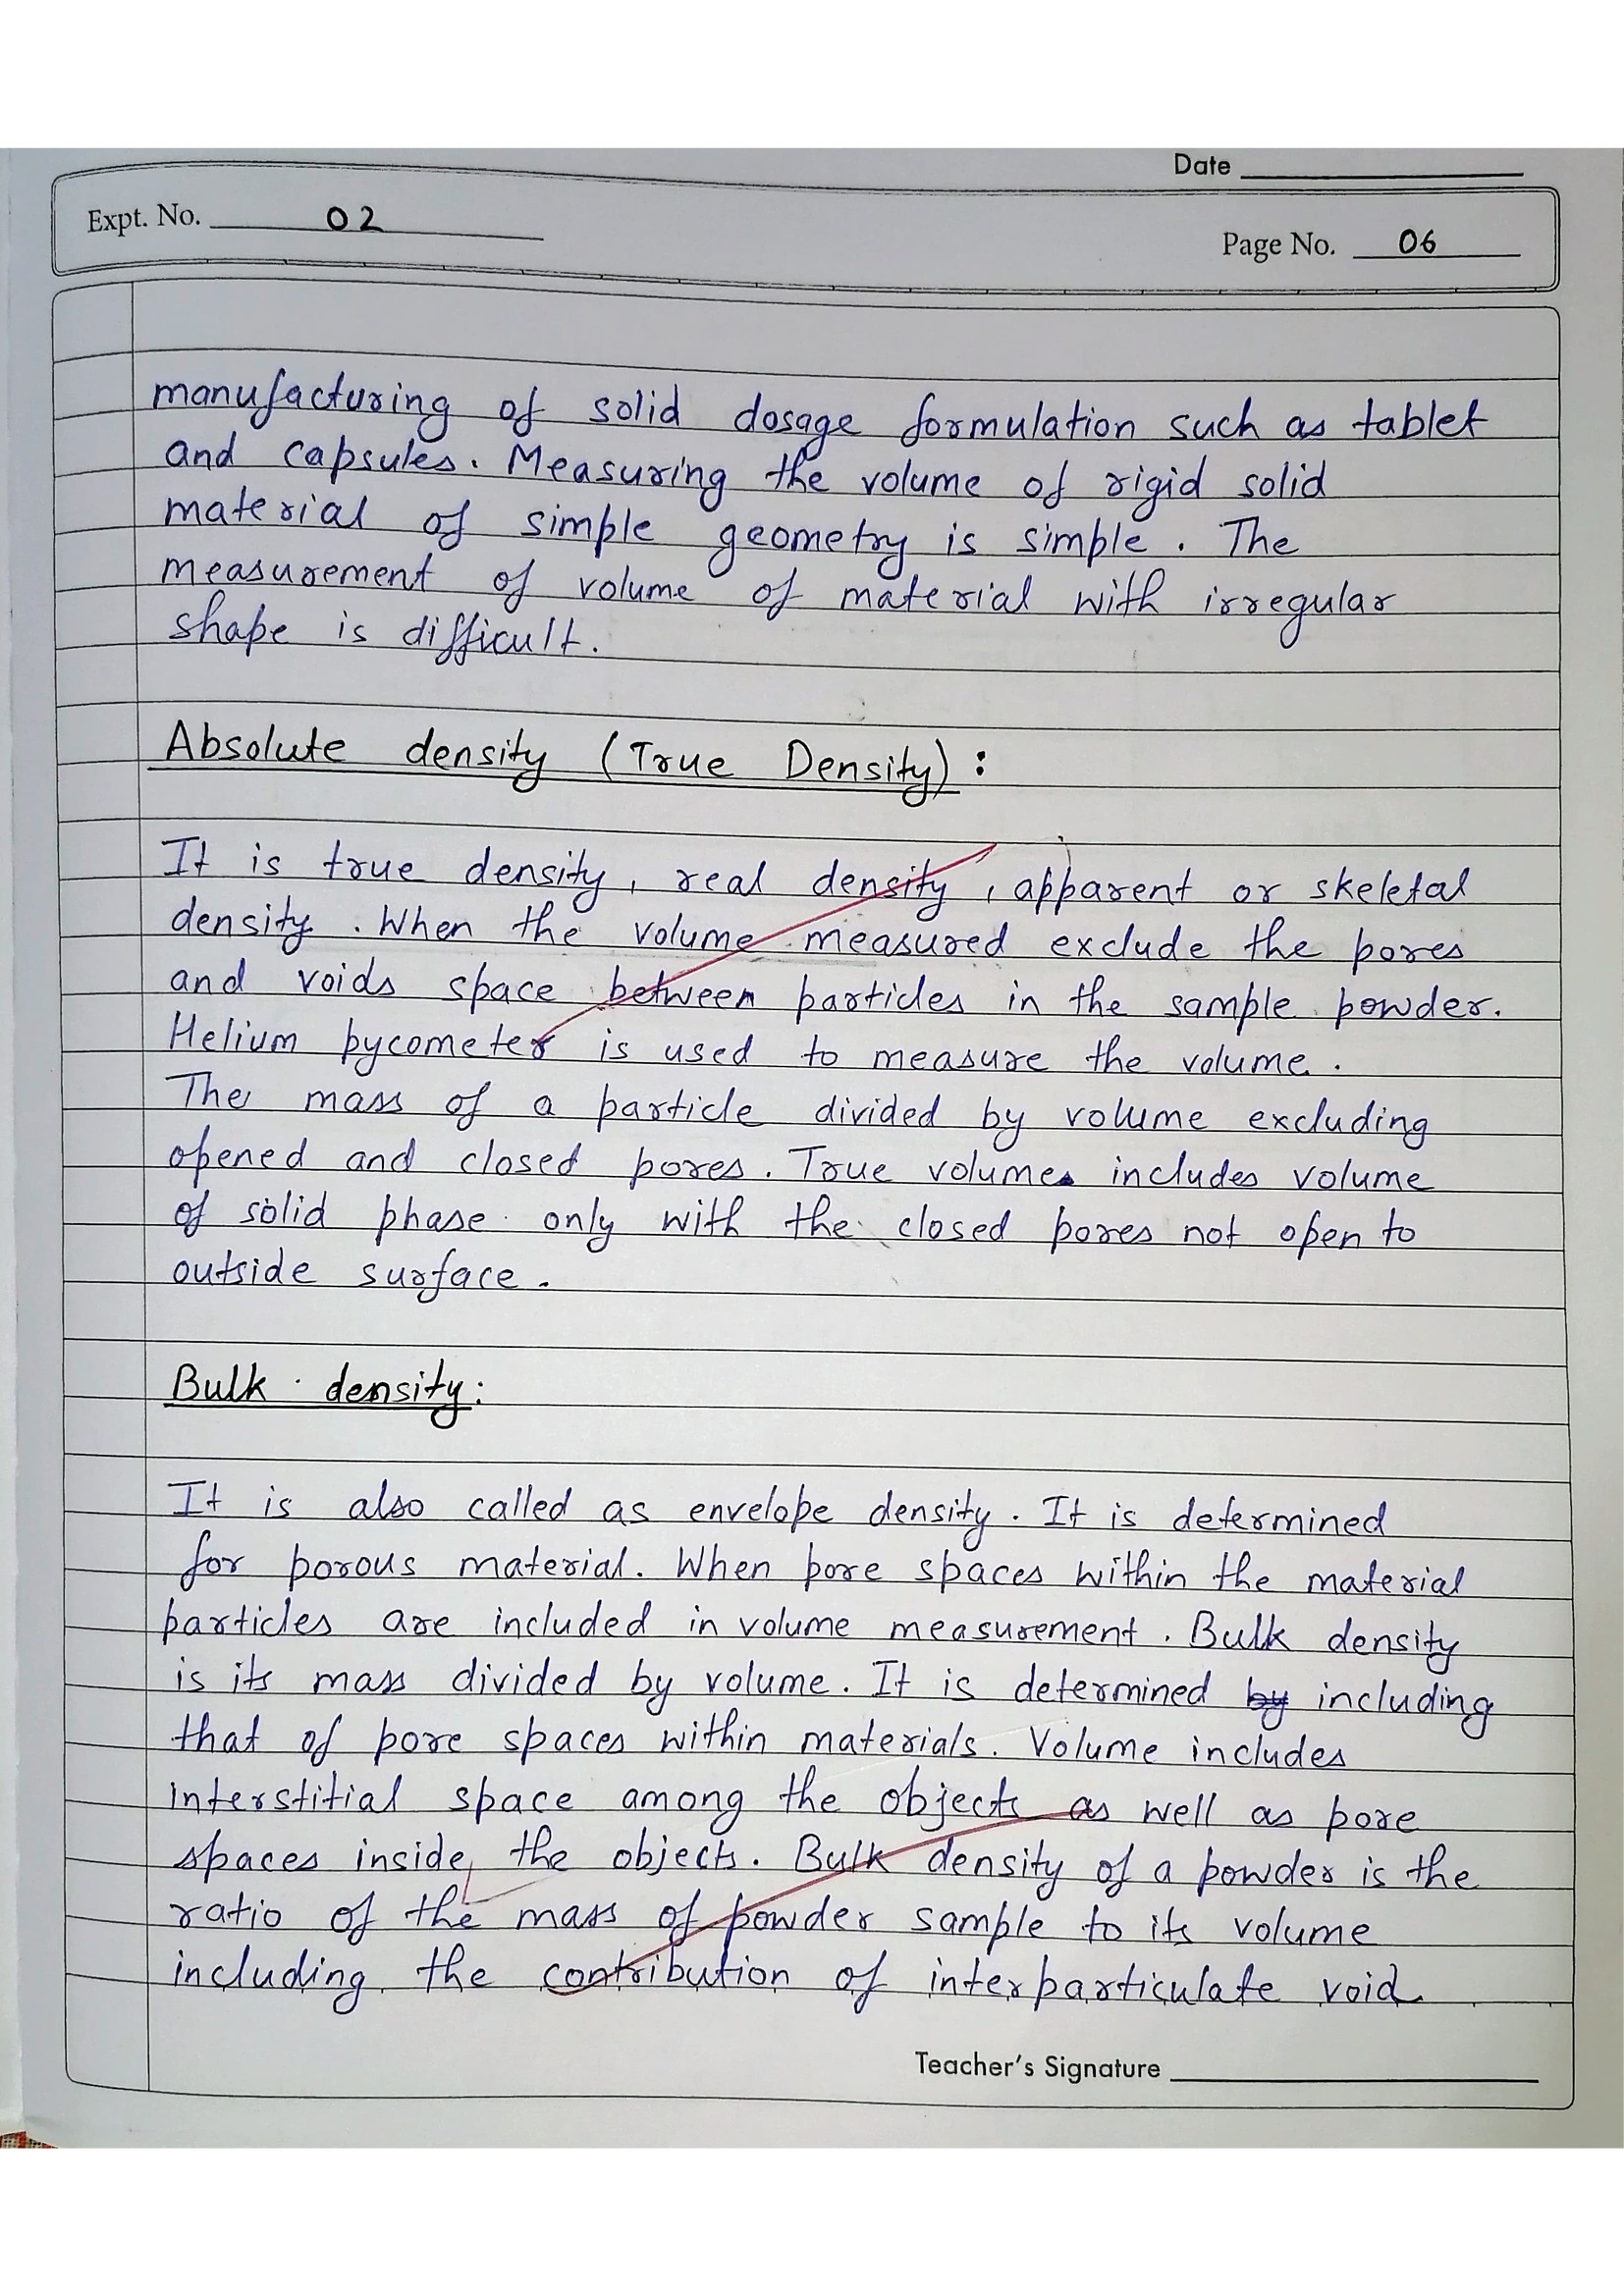 Date
Expt. No. 02
Page No. 06
manufacturing of solid dosage formulation such as tablet
and capsules. Measuring the volume of rigid solid
material of simple geometry is simple. The
measurement of volume of material with irregular
shape is difficult.
Absolute density (True Density) :
It is true density, real density, apparent or skeletal
density. When the volume measured exclude the pores
and voids space between particles in the sample powder.
Helium pycometer is used to measure the volume.
The mass of a particle divided by volume excluding
opened and closed pores. True volumes includes volume
of solid phase only with the closed pores not open to
outside surface.
Bulk density:
It is also called as envelope density. It is determined
for porous material. When pore spaces within the material
particles are included in volume measurement. Bulk density
is its mass divided by volume. It is determined by including
that of pore spaces within materials. Volume includes
interstitial space among the objects as well as pore
spaces inside the objects. Bulk density of a powder is the
ratio of the mass of powder sample to its volume
including the contribution of interparticulate void
Teacher's Signature